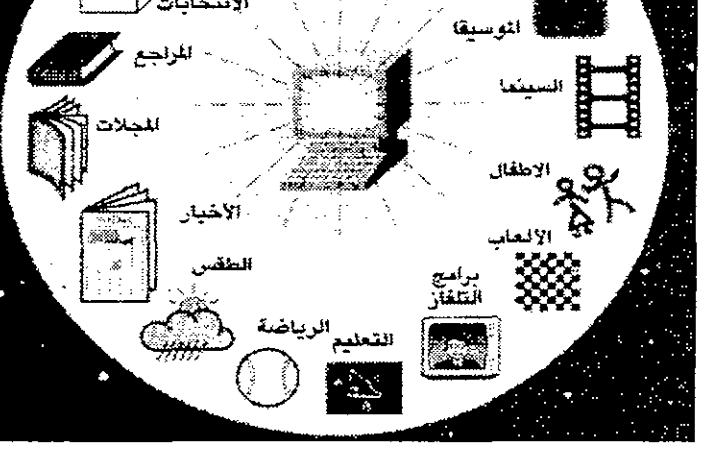 الانتخابات
الموسيقا
المراجع
السينما
المجلات
الاطفال
الأخبار
الألعاب
الطقس
برامج
التلفاز
الرياضة
التعليم